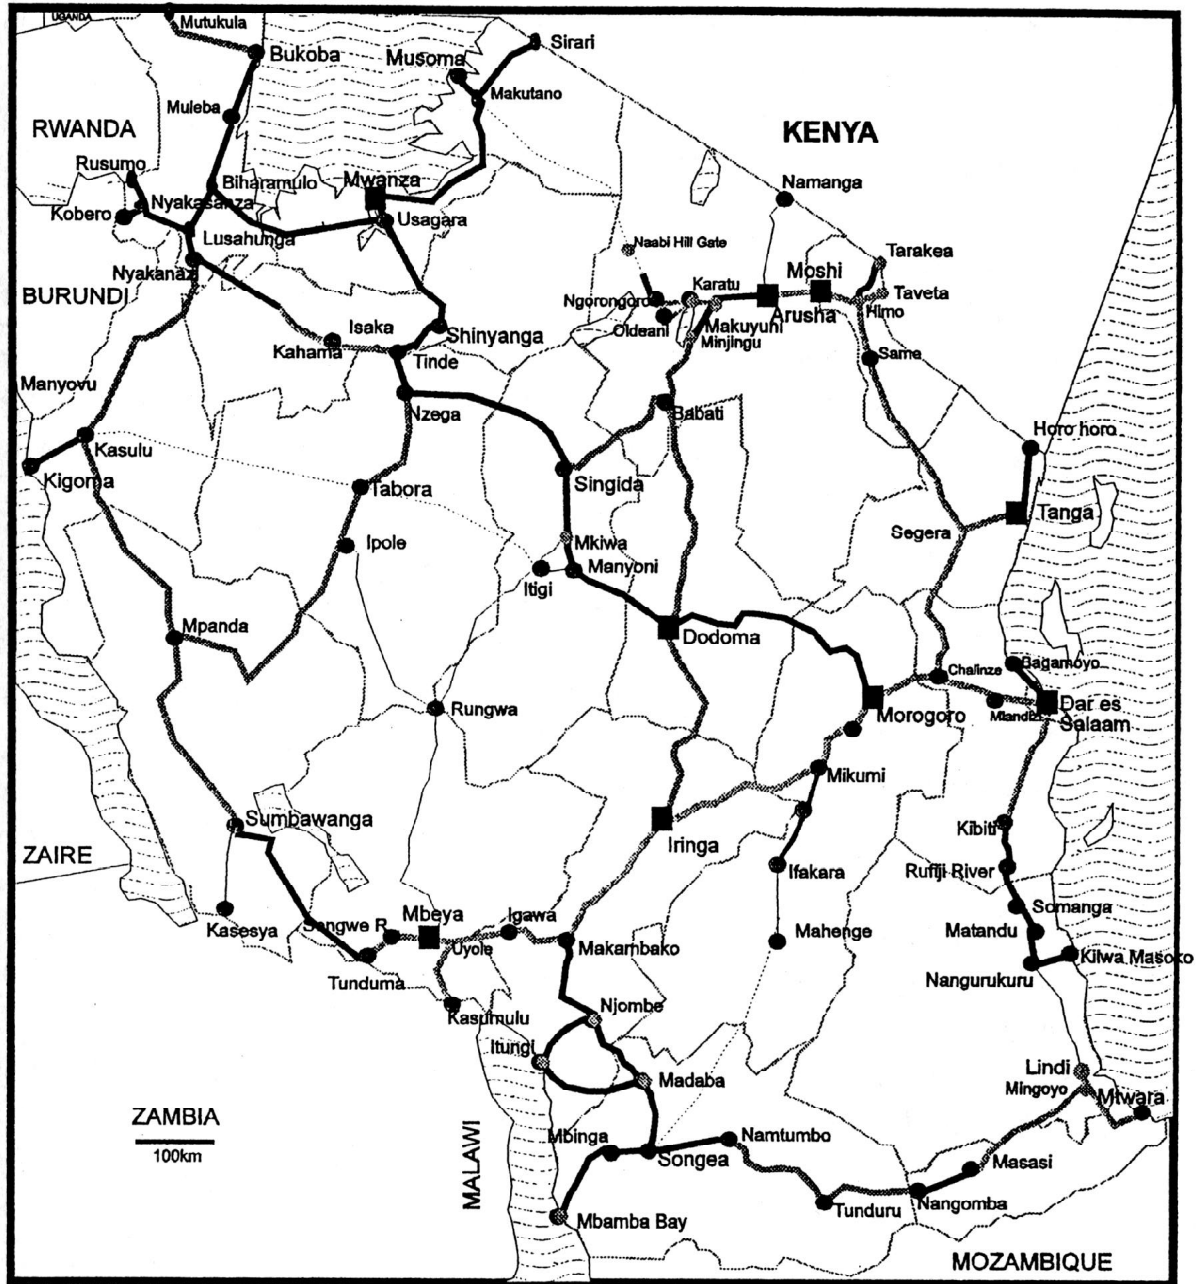 UGANDA
Mutukula
Bukoba
Musoma
Sirari
Makutano
Muleba
RWANDA
KENYA
Rusumo
Biharamulo
Mwanza
Namanga
Nyakasanza
Kobero
Usagara
Lusahunga
Naabi Hill Gate
Tarakea
Nyakanazi
Karatu
Moshi
BURUNDI
Ngorongoro
Taveta
Arusha
Himo
Oldeani
Makuyuni
Minjingu
Isaka
Shinyanga
Kahama
Tinde
Same
Manyovu
Nzega
Babati
Horo horo
Kasulu
Kigoma
Singida
Tabora
Tanga
Segera
Ipole
Mkiwa
Itigi
Manyoni
Mpanda
Dodoma
Chalinze
Bagamoyo
Rungwa
Morogoro
Mlandizi
Dar es
Salaam
Mikumi
Sumbawanga
Kibiti
Iringa
ZAIRE
Ifakara
Rufiji River
Kasesya
Songwe R
Mbeya
Igawa
Somanga
Uyole
Makambako
Mahenge
Matandu
Kilwa Masoko
Tunduma
Nangurukuru
Kasumulu
Njombe
Itungi
Lindi
Madaba
Mingoyo
Mtwara
ZAMBIA
100km
MALAWI
Mbinga
Namtumbo
Songea
Masasi
Mbamba Bay
Tunduru
Nangomba
MOZAMBIQUE